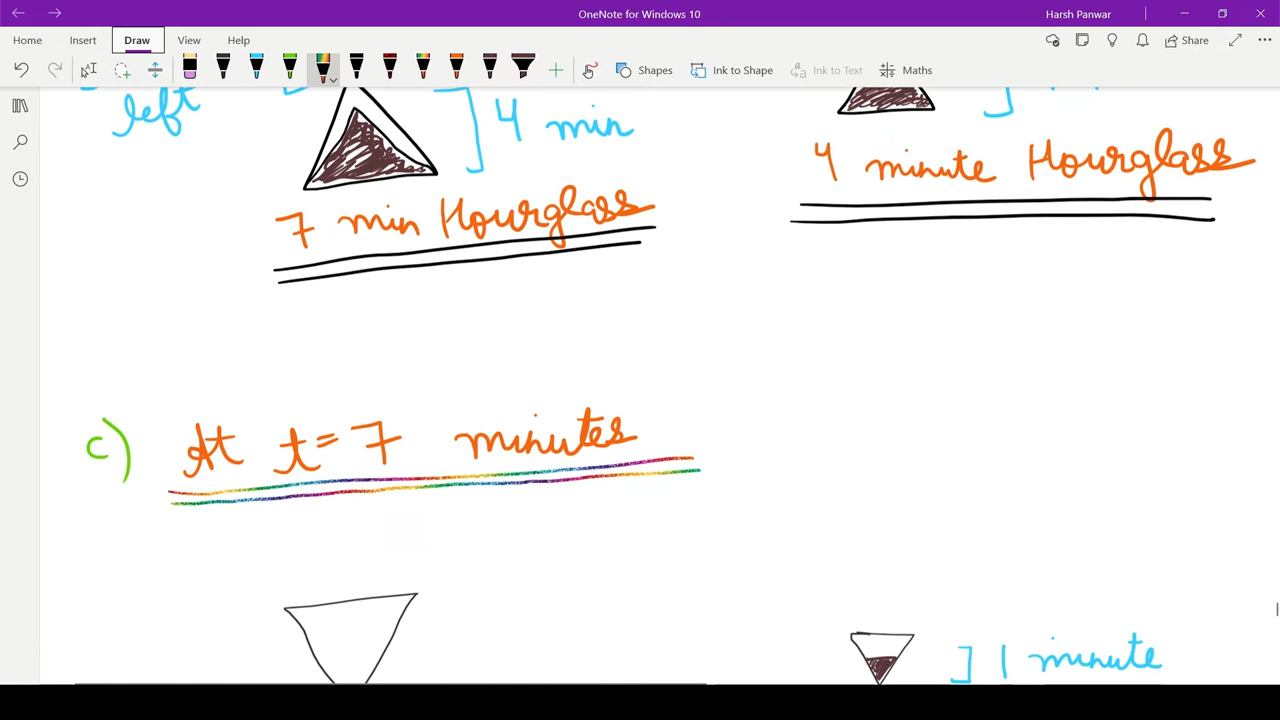 OneNote for Windows 10
Harsh Panwar
Home Insert Draw View Help
Share
Shapes Ink to Shape Ink to Text Maths
left
4 min
7 min Hourglass
4 minute Hourglass
c) At t=7 minutes
1 minute